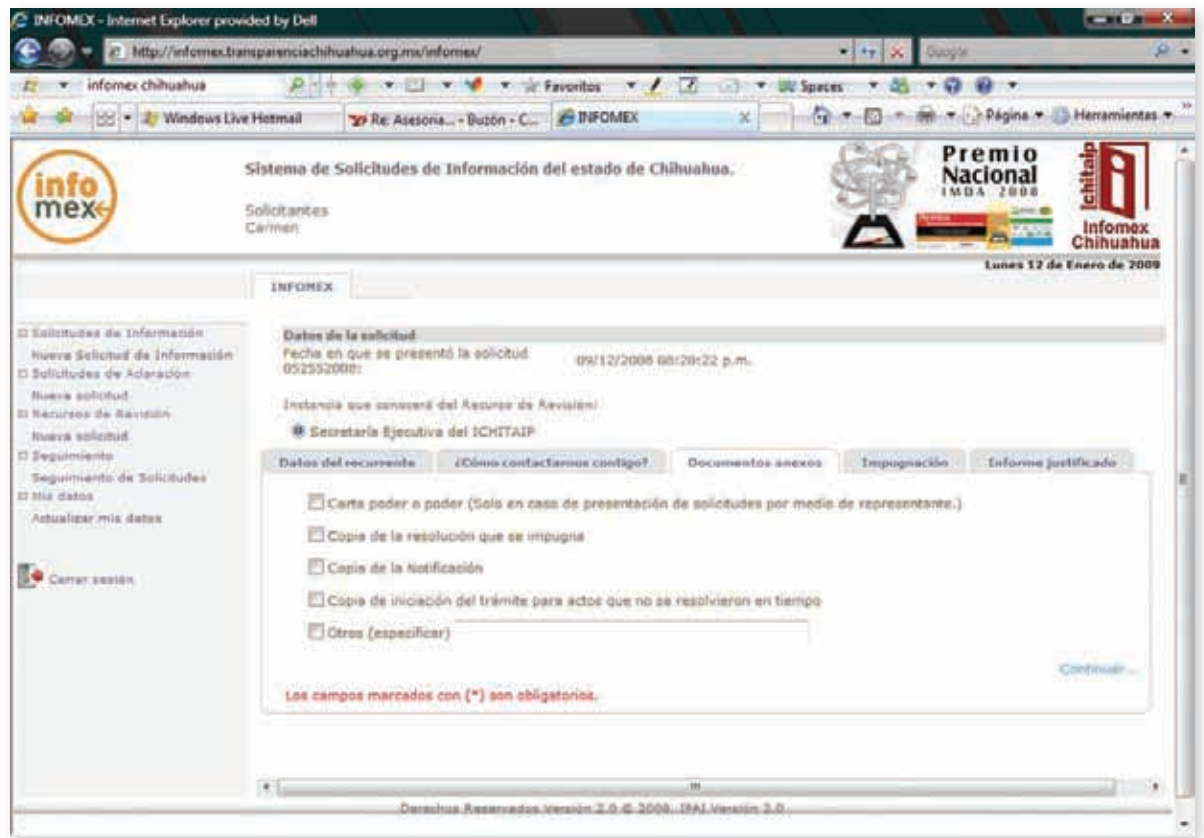 INFOMEX - Internet Explorer provided by Dell
http://infomex.transparenciachihuahua.org.mx/infomex/
Google
infomex chihuahua
Favoritos
Spaces
Windows Live Hotmail
Re: Asesoria... - Buzón - C...
INFOMEX
Página
Herramientas
info
mex
Sistema de Solicitudes de Información del estado de Chihuahua.
Solicitantes
Carmen
Premio
Nacional
IMDA 2008
Ichitaip
Infomex
Chihuahua
Lunes 12 de Enero de 2009
INFOMEX
Solicitudes de Información
Nueva Solicitud de Información
Solicitudes de Aclaración
Nueva solicitud
Recursos de Revisión
Nueva solicitud
Seguimiento
Seguimiento de Solicitudes
Mis datos
Actualizar mis datos
Cerrar sesión
Datos de la solicitud
Fecha en que se presentó la solicitud
052552008:
09/12/2008 08:20:22 p.m.
Instancia que conocerá del Recurso de Revisión:
Secretaría Ejecutiva del ICHITAIP
Datos del recurrente
¿Cómo contactarnos contigo?
Documentos anexos
Impugnación
Informe justificado
Carta poder o poder (Solo en caso de presentación de solicitudes por medio de representante.)
Copia de la resolución que se impugna
Copia de la Notificación
Copia de iniciación del trámite para actos que no se resolvieron en tiempo
Otros (especificar)
Continuar ...
Los campos marcados con (*) son obligatorios.
Derechos Reservados Versión 2.0 © 2008, IFAI Versión 2.0